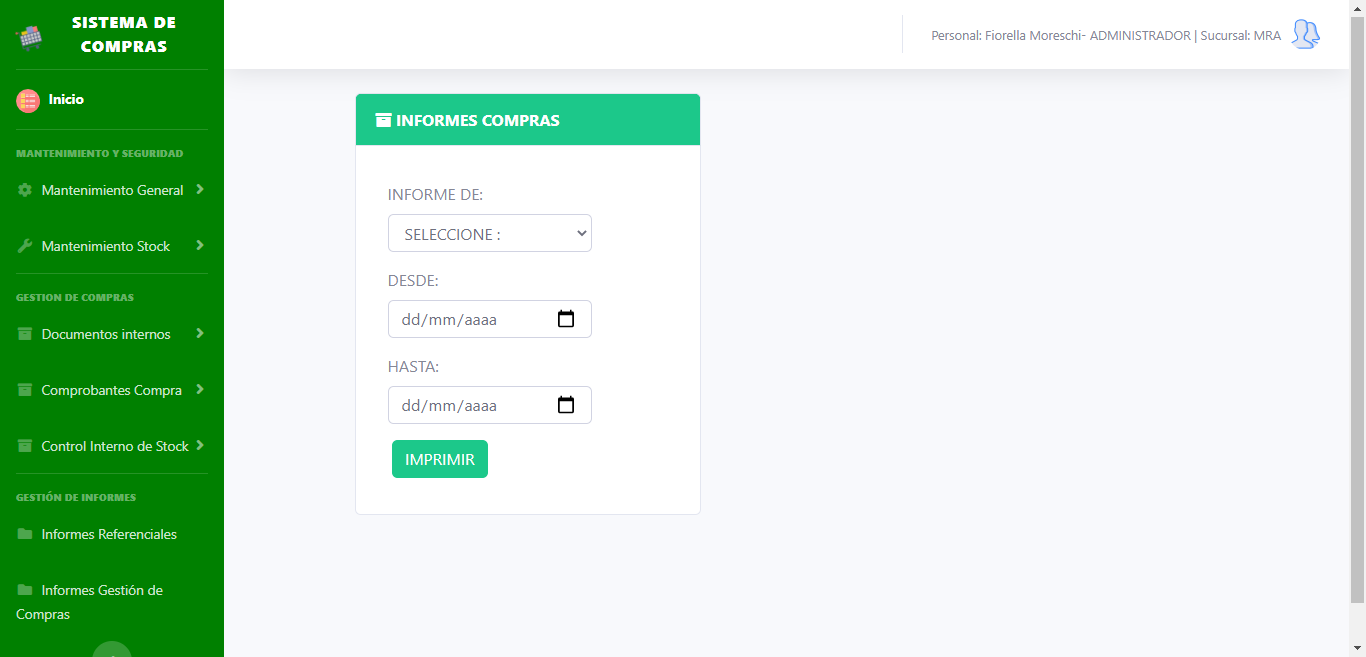 SISTEMA DE
COMPRAS
Inicio
MANTENIMIENTO Y SEGURIDAD
Mantenimiento General
Mantenimiento Stock
GESTION DE COMPRAS
Documentos internos
Comprobantes Compra
Control Interno de Stock
GESTIÓN DE INFORMES
Informes Referenciales
Informes Gestión de
Compras
Personal: Fiorella Moreschi- ADMINISTRADOR | Sucursal: MRA
INFORMES COMPRAS
INFORME DE:
SELECCIONE :
DESDE:
dd/mm/aaaa
HASTA:
dd/mm/aaaa
IMPRIMIR